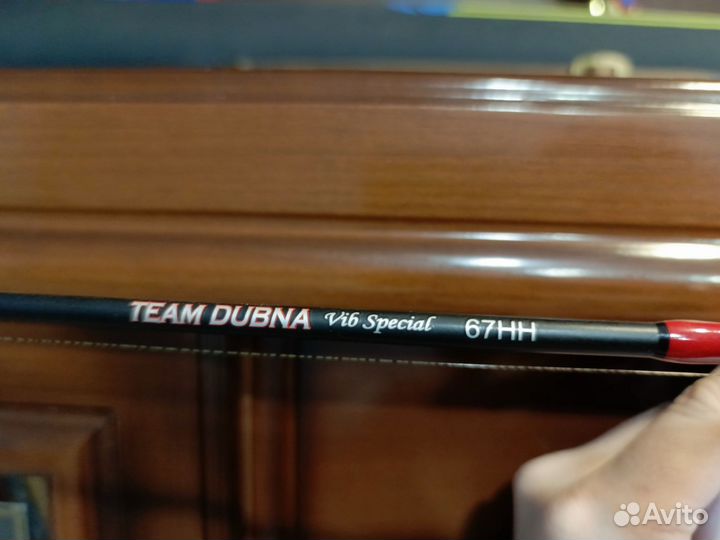 TEAM DUBNA Vib Special 67HH
Avito